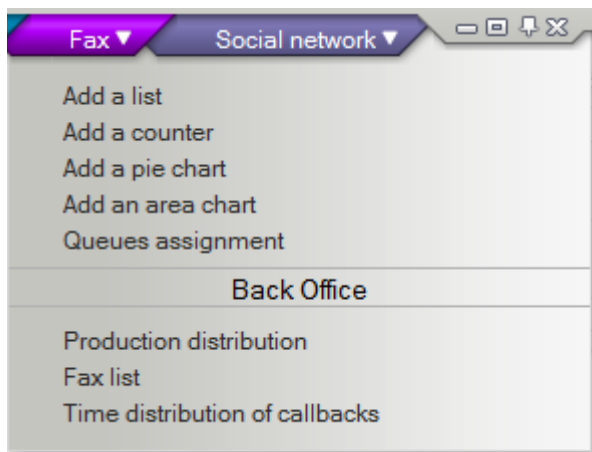 Fax ▼ Social network ▼
Add a list
Add a counter
Add a pie chart
Add an area chart
Queues assignment
Back Office
Production distribution
Fax list
Time distribution of callbacks